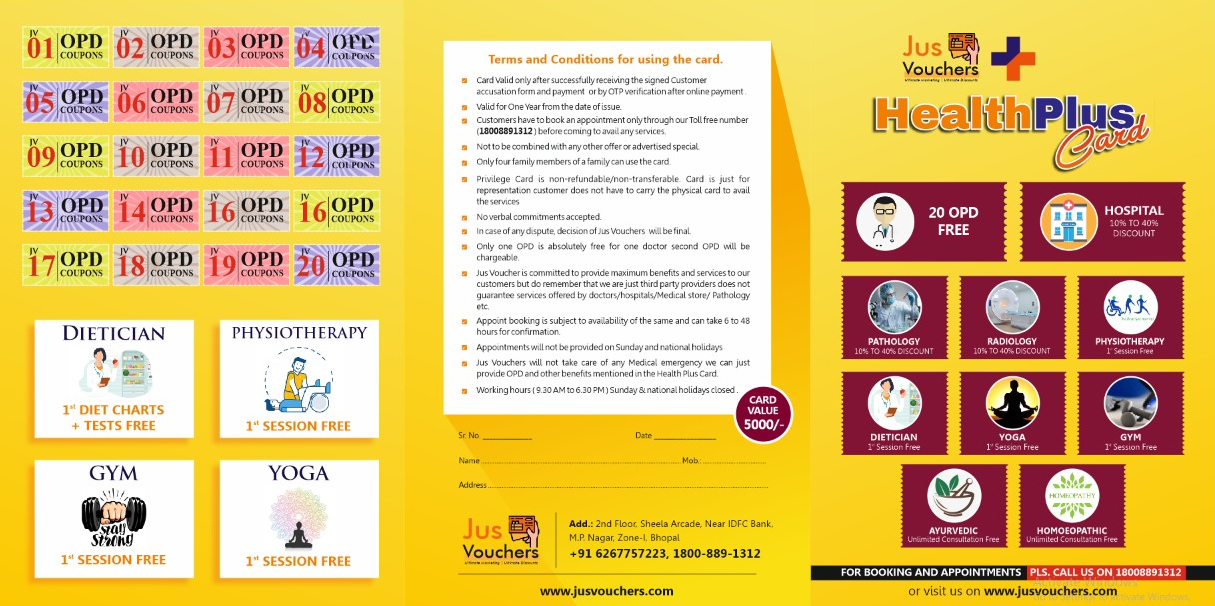 JV 01 OPD COUPONS
JV 02 OPD COUPONS
JV 03 OPD COUPONS
JV 04 OPD COUPONS
JV 05 OPD COUPONS
JV 06 OPD COUPONS
JV 07 OPD COUPONS
JV 08 OPD COUPONS
JV 09 OPD COUPONS
JV 10 OPD COUPONS
JV 11 OPD COUPONS
JV 12 OPD COUPONS
JV 13 OPD COUPONS
JV 14 OPD COUPONS
JV 16 OPD COUPONS
JV 16 OPD COUPONS
JV 17 OPD COUPONS
JV 18 OPD COUPONS
JV 19 OPD COUPONS
JV 20 OPD COUPONS
DIETICIAN
1st DIET CHARTS
+ TESTS FREE
PHYSIOTHERAPY
1st SESSION FREE
GYM
Stay
Strong
1st SESSION FREE
YOGA
1st SESSION FREE
Terms and Conditions for using the card.
Card Valid only after successfully receiving the signed Customer
accusation form and payment or by OTP verification after online payment .
Valid for One Year from the date of issue.
Customers have to book an appointment only through our Toll free number
(18008891312 ) before coming to avail any services.
Not to be combined with any other offer or advertised special.
Only four family members of a family can use the card.
Privilege Card is non-refundable/non-transferable. Card is just for
representation customer does not have to carry the physical card to avail
the services
No verbal commitments accepted.
In case of any dispute, decision of Jus Vouchers will be final.
Only one OPD is absolutely free for one doctor second OPD will be
chargeable.
Jus Voucher is committed to provide maximum benefits and services to our
customers but do remember that we are just third party providers does not
guarantee services offered by doctors/hospitals/Medical store/ Pathology
etc.
Appoint booking is subject to availability of the same and can take 6 to 48
hours for confirmation.
Appointments will not be provided on Sunday and national holidays
Jus Vouchers will not take care of any Medical emergency we can just
provide OPD and other benefits mentioned in the Health Plus Card.
Working hours ( 9.30 AM to 6.30 PM ) Sunday & national holidays closed .
CARD
VALUE
5000/-
Sr. No. ____________ Date _______________
Name ........................ Mob.: ................
Address ........................
Jus
Vouchers
Ultimate Marketing | Ultimate Discounts
Add.: 2nd Floor, Sheela Arcade, Near IDFC Bank,
M.P. Nagar, Zone-I, Bhopal
+91 6267757223, 1800-889-1312
www.jusvouchers.com
Jus
Vouchers
Ultimate Marketing | Ultimate Discounts
HealthPlus
Card
20 OPD
FREE
HOSPITAL
10% TO 40%
DISCOUNT
PATHOLOGY
10% TO 40% DISCOUNT
RADIOLOGY
10% TO 40% DISCOUNT
PHYSIOTHERAPY
1st Session Free
DIETICIAN
1st Session Free
YOGA
1st Session Free
GYM
1st Session Free
AYURVEDIC
Unlimited Consultation Free
HOMEOPATHY
HOMOEOPATHIC
Unlimited Consultation Free
FOR BOOKING AND APPOINTMENTS PLS. CALL US ON 18008891312
Activate Windows
or visit us on www.jusvouchers.com